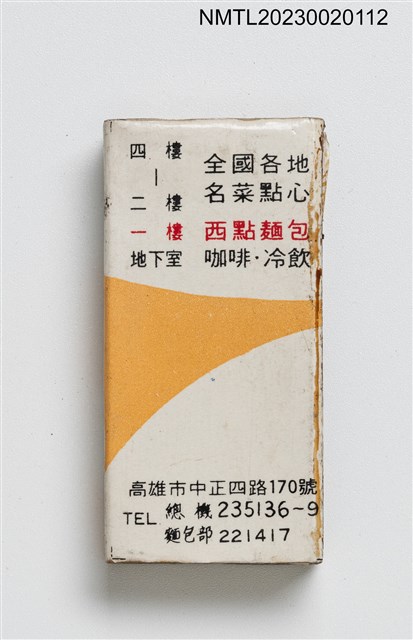 NMTL20230020112
四樓 全國各地
｜
二樓 名菜點心
一樓 西點麵包
地下室 咖啡·冷飲
高雄市中正四路170號
TEL 總機 235136~9
麵包部 221417